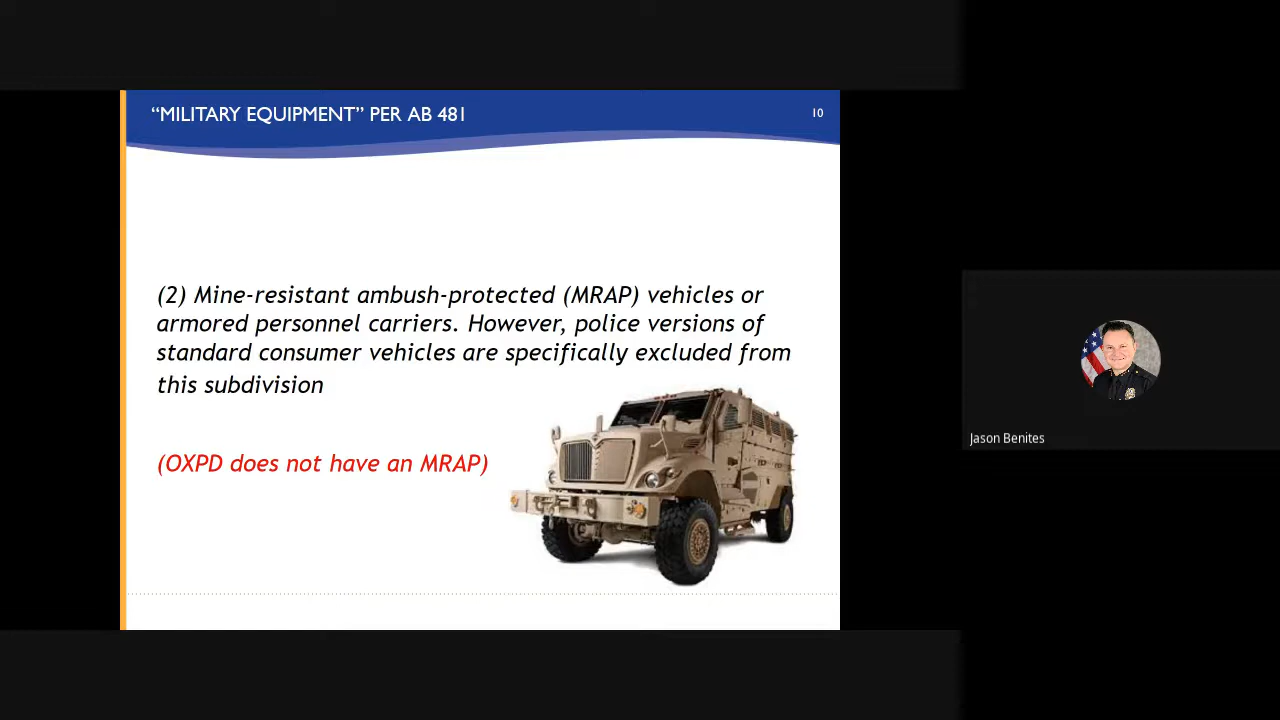 “MILITARY EQUIPMENT” PER AB 481
10
(2) Mine-resistant ambush-protected (MRAP) vehicles or
armored personnel carriers. However, police versions of
standard consumer vehicles are specifically excluded from
this subdivision
(OXPD does not have an MRAP)
Jason Benites